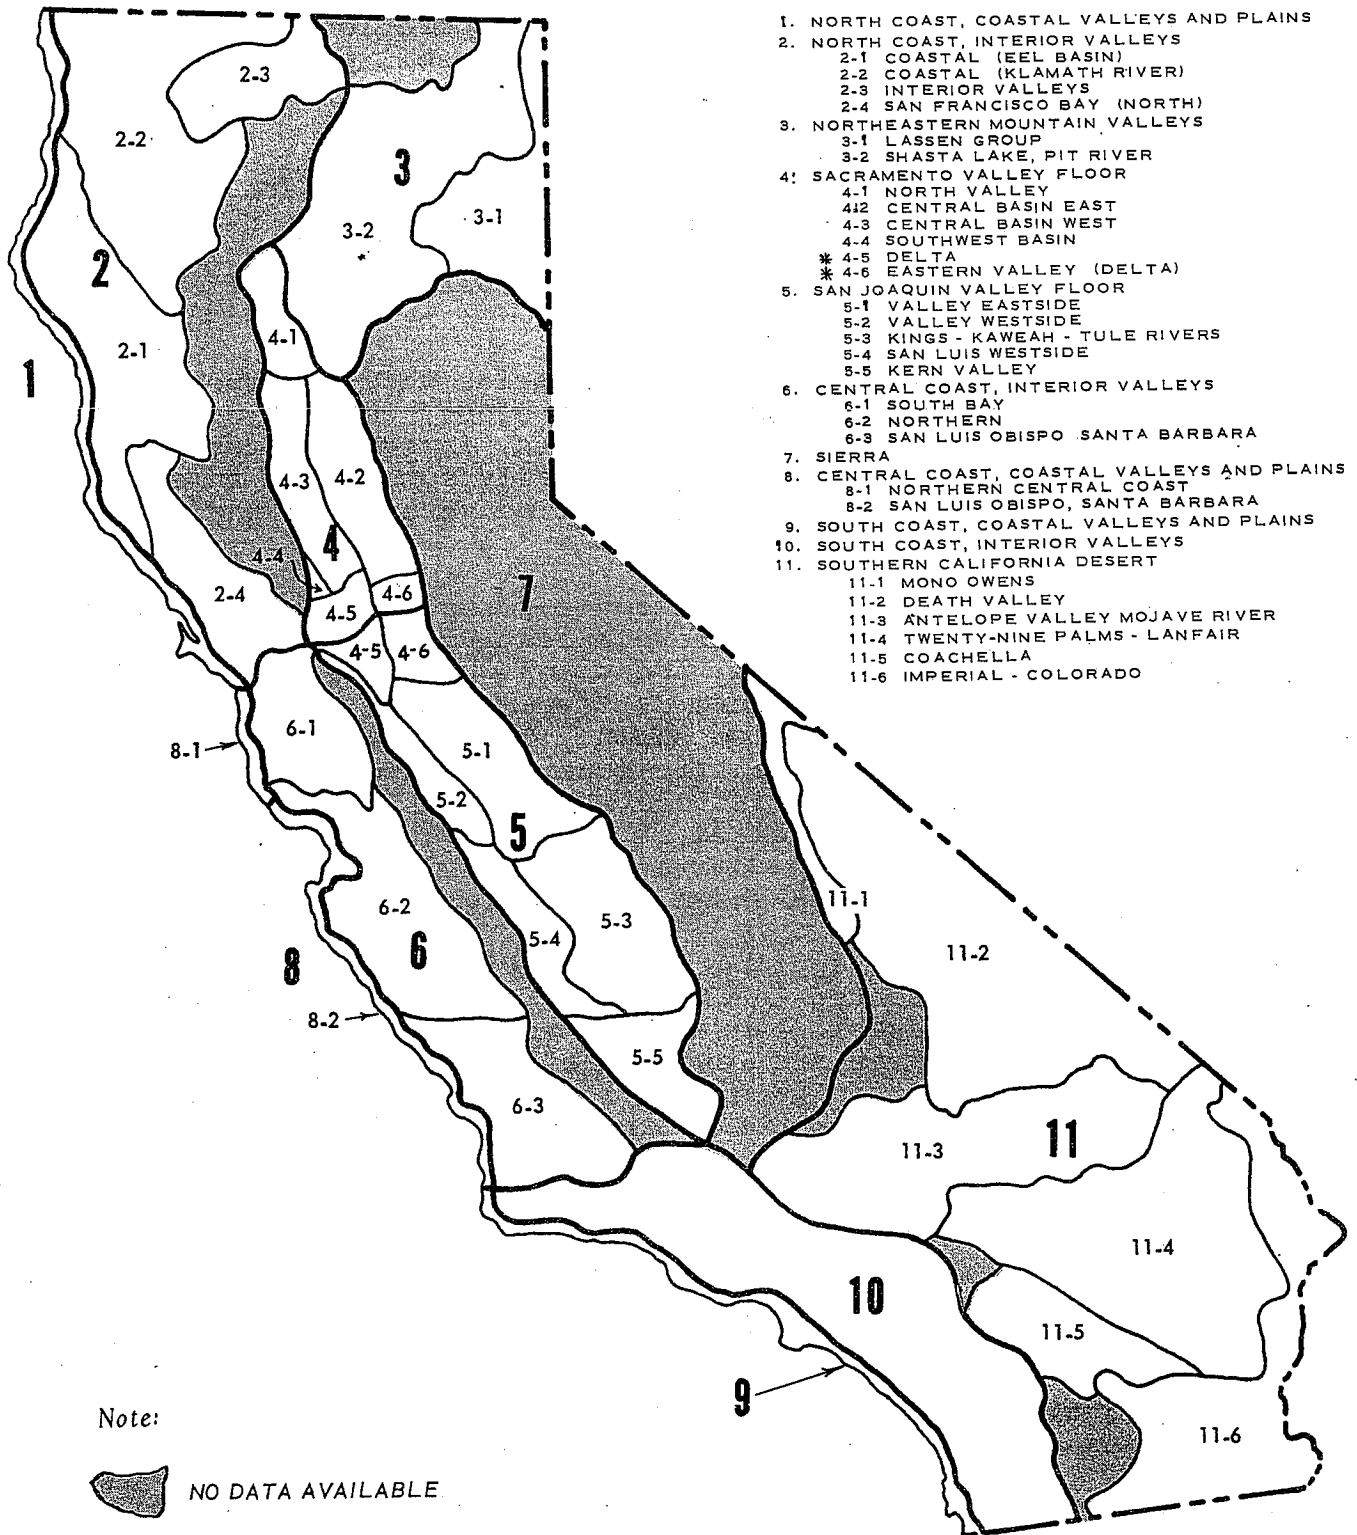 1. NORTH COAST, COASTAL VALLEYS AND PLAINS
2. NORTH COAST, INTERIOR VALLEYS
2-1 COASTAL (EEL BASIN)
2-2 COASTAL (KLAMATH RIVER)
2-3 INTERIOR VALLEYS
2-4 SAN FRANCISCO BAY (NORTH)
3. NORTHEASTERN MOUNTAIN VALLEYS
3-1 LASSEN GROUP
3-2 SHASTA LAKE, PIT RIVER
4. SACRAMENTO VALLEY FLOOR
4-1 NORTH VALLEY
4-2 CENTRAL BASIN EAST
4-3 CENTRAL BASIN WEST
4-4 SOUTHWEST BASIN
* 4-5 DELTA
* 4-6 EASTERN VALLEY (DELTA)
5. SAN JOAQUIN VALLEY FLOOR
5-1 VALLEY EASTSIDE
5-2 VALLEY WESTSIDE
5-3 KINGS - KAWEAH - TULE RIVERS
5-4 SAN LUIS WESTSIDE
5-5 KERN VALLEY
6. CENTRAL COAST, INTERIOR VALLEYS
6-1 SOUTH BAY
6-2 NORTHERN
6-3 SAN LUIS OBISPO SANTA BARBARA
7. SIERRA
8. CENTRAL COAST, COASTAL VALLEYS AND PLAINS
8-1 NORTHERN CENTRAL COAST
8-2 SAN LUIS OBISPO, SANTA BARBARA
9. SOUTH COAST, COASTAL VALLEYS AND PLAINS
10. SOUTH COAST, INTERIOR VALLEYS
11. SOUTHERN CALIFORNIA DESERT
11-1 MONO OWENS
11-2 DEATH VALLEY
11-3 ANTELOPE VALLEY MOJAVE RIVER
11-4 TWENTY-NINE PALMS - LANFAIR
11-5 COACHELLA
11-6 IMPERIAL - COLORADO
2-3
2-2
3
3-1
3-2
2
4-1
2-1
1
4-3
4-2
4
4-4
7
2-4
4-6
4-5
4-5
4-6
6-1
8-1
5-1
5-2
5
11-1
6-2
5-3
5-4
6
8
11-2
8-2
5-5
6-3
11
11-3
11-4
10
11-5
9
11-6
Note:
NO DATA AVAILABLE